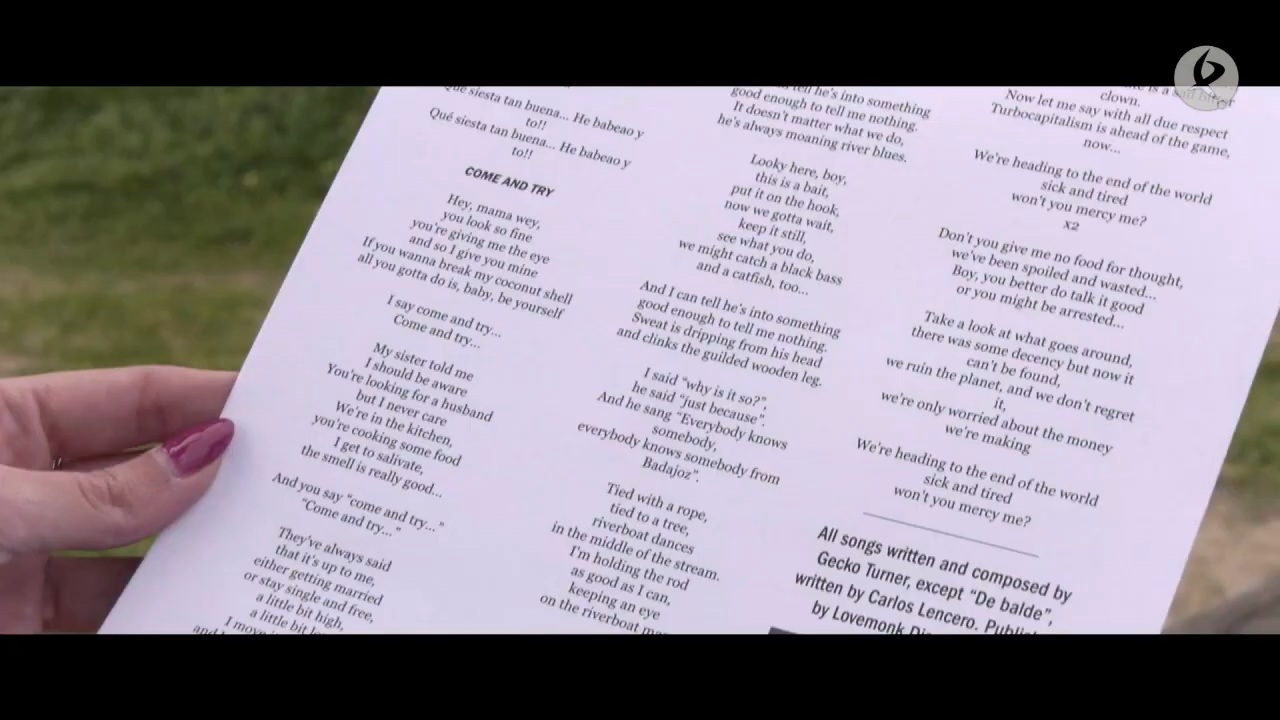 Qué siesta tan buena... He babeao y
to!!
Qué siesta tan buena... He babeao y
to!!
COME AND TRY
Hey, mama wey,
you look so fine
you're giving me the eye
and so I give you mine
If you wanna break my coconut shell
all you gotta do is, baby, be yourself
I say come and try...
Come and try...
My sister told me
I should be aware
You're looking for a husband
but I never care
We're in the kitchen,
you're cooking some food
I get to salivate,
the smell is really good...
And you say "come and try..."
"Come and try..."
They've always said
that it's up to me,
either getting married
or stay single and free,
a little bit high,
a little bit
I move
tell he's into something
good enough to tell me nothing.
It doesn't matter what we do,
he's always moaning river blues.
Looky here, boy,
this is a bait,
put it on the hook,
now we gotta wait,
keep it still,
see what you do,
we might catch a black bass
and a catfish, too...
And I can tell he's into something
good enough to tell me nothing.
Sweat is dripping from his head
and clinks the guilded wooden leg.
I said "why is it so?",
he said "just because".
And he sang "Everybody knows
somebody,
everybody knows somebody from
Badajoz".
Tied with a rope,
tied to a tree,
riverboat dances
in the middle of the stream.
I'm holding the rod
as good as I can,
keeping an eye
on the riverboat
is a
clown.
Now let me say with all due respect
Turbocapitalism is ahead of the game,
now...
We're heading to the end of the world
sick and tired
won't you mercy me?
x2
Don't you give me no food for thought,
we've been spoiled and wasted...
Boy, you better do talk it good
or you might be arrested...
Take a look at what goes around,
there was some decency but now it
can't be found,
we ruin the planet, and we don't regret
it,
we're only worried about the money
we're making
We're heading to the end of the world
sick and tired
won't you mercy me?
All songs written and composed by
Gecko Turner, except "De balde",
written by Carlos Lencero.
by Lovemonk